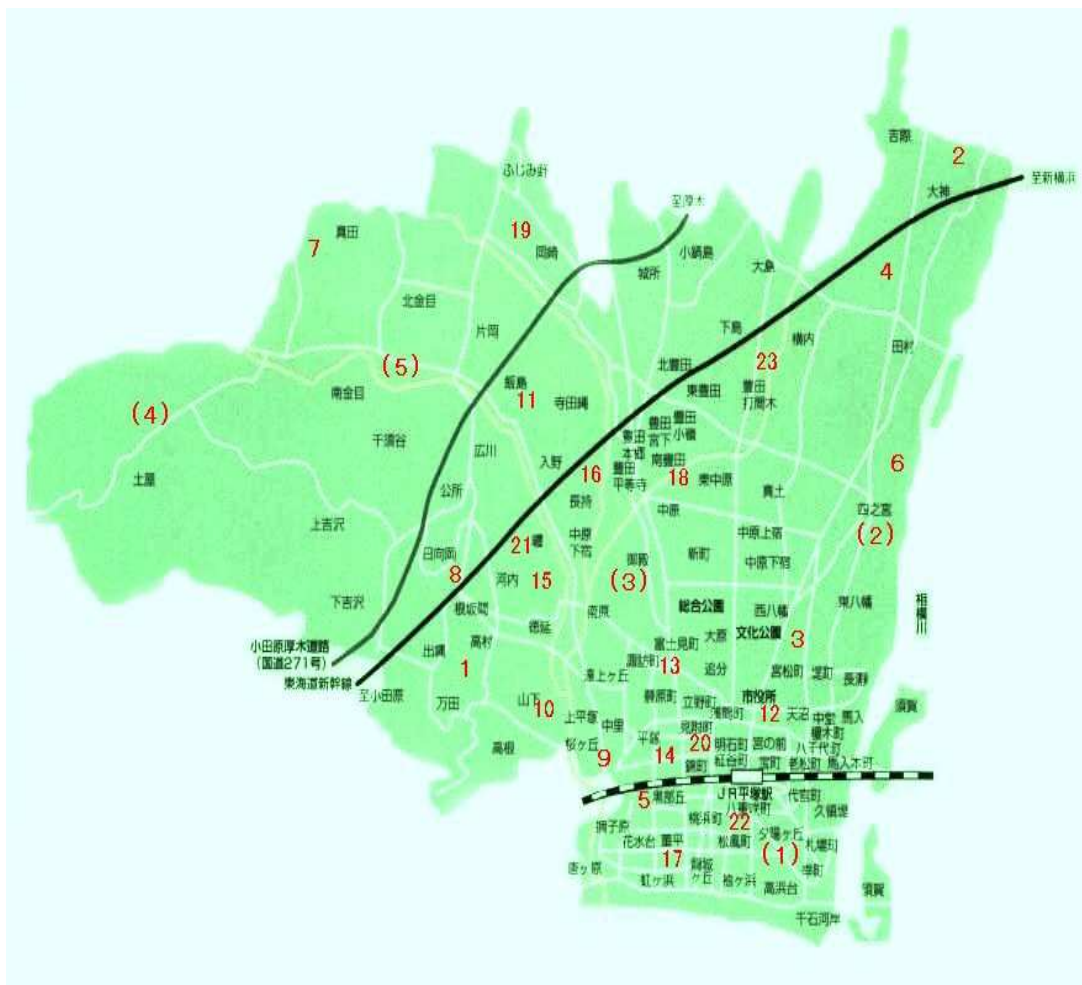 吉際
2
大神
至新横浜
ふじみ野
至厚木
19
岡崎
7
真田
小鍋島
城所
大島
4
北金目
片岡
下島
横内
田村
(5)
北豊田
23
飯島
東豊田
豊田
打間木
南金目
11
寺田縄
(4)
豊田
宮下
豊田
小嶺
千須谷
広川
豊田
本郷
入野
16
豊田
平等寺
南豊田
18
東中原
6
土屋
公所
真土
長持
中原
四之宮
(2)
上吉沢
21
纒
中原
下宿
中原上宿
日向岡
御殿
新町
中原下宿
8
河内
15
(3)
下吉沢
根坂間
南原
総合公園
西八幡
東八幡
相模川
徳延
大原
文化公園
3
小田原厚木道路
(国道271号)
出縄
高村
富士見町
諏訪町
東海道新幹線
1
13
追分
宮松町
堤町
長瀞
至小田原
万田
山下
10
達上ヶ丘
藤原町
立野町
市役所
須賀
浅間町
12
天沼
中堂
馬入
上平塚
中里
見附町
榎木町
高根
桜ヶ丘
平塚
20
明石町
宮の前
八千代町
9
14
錦町
紅谷町
宝町
老松町
馬入本町
5
黒部丘
JR平塚駅
代官町
八重咲町
久領堤
撫子原
桃浜町
22
夕陽ヶ丘
花水台
菫平
松風町
(1)
札場町
17
唐ヶ原
虹ヶ浜
龍城
ヶ丘
袖ヶ浜
高浜台
幸町
須賀
千石河岸